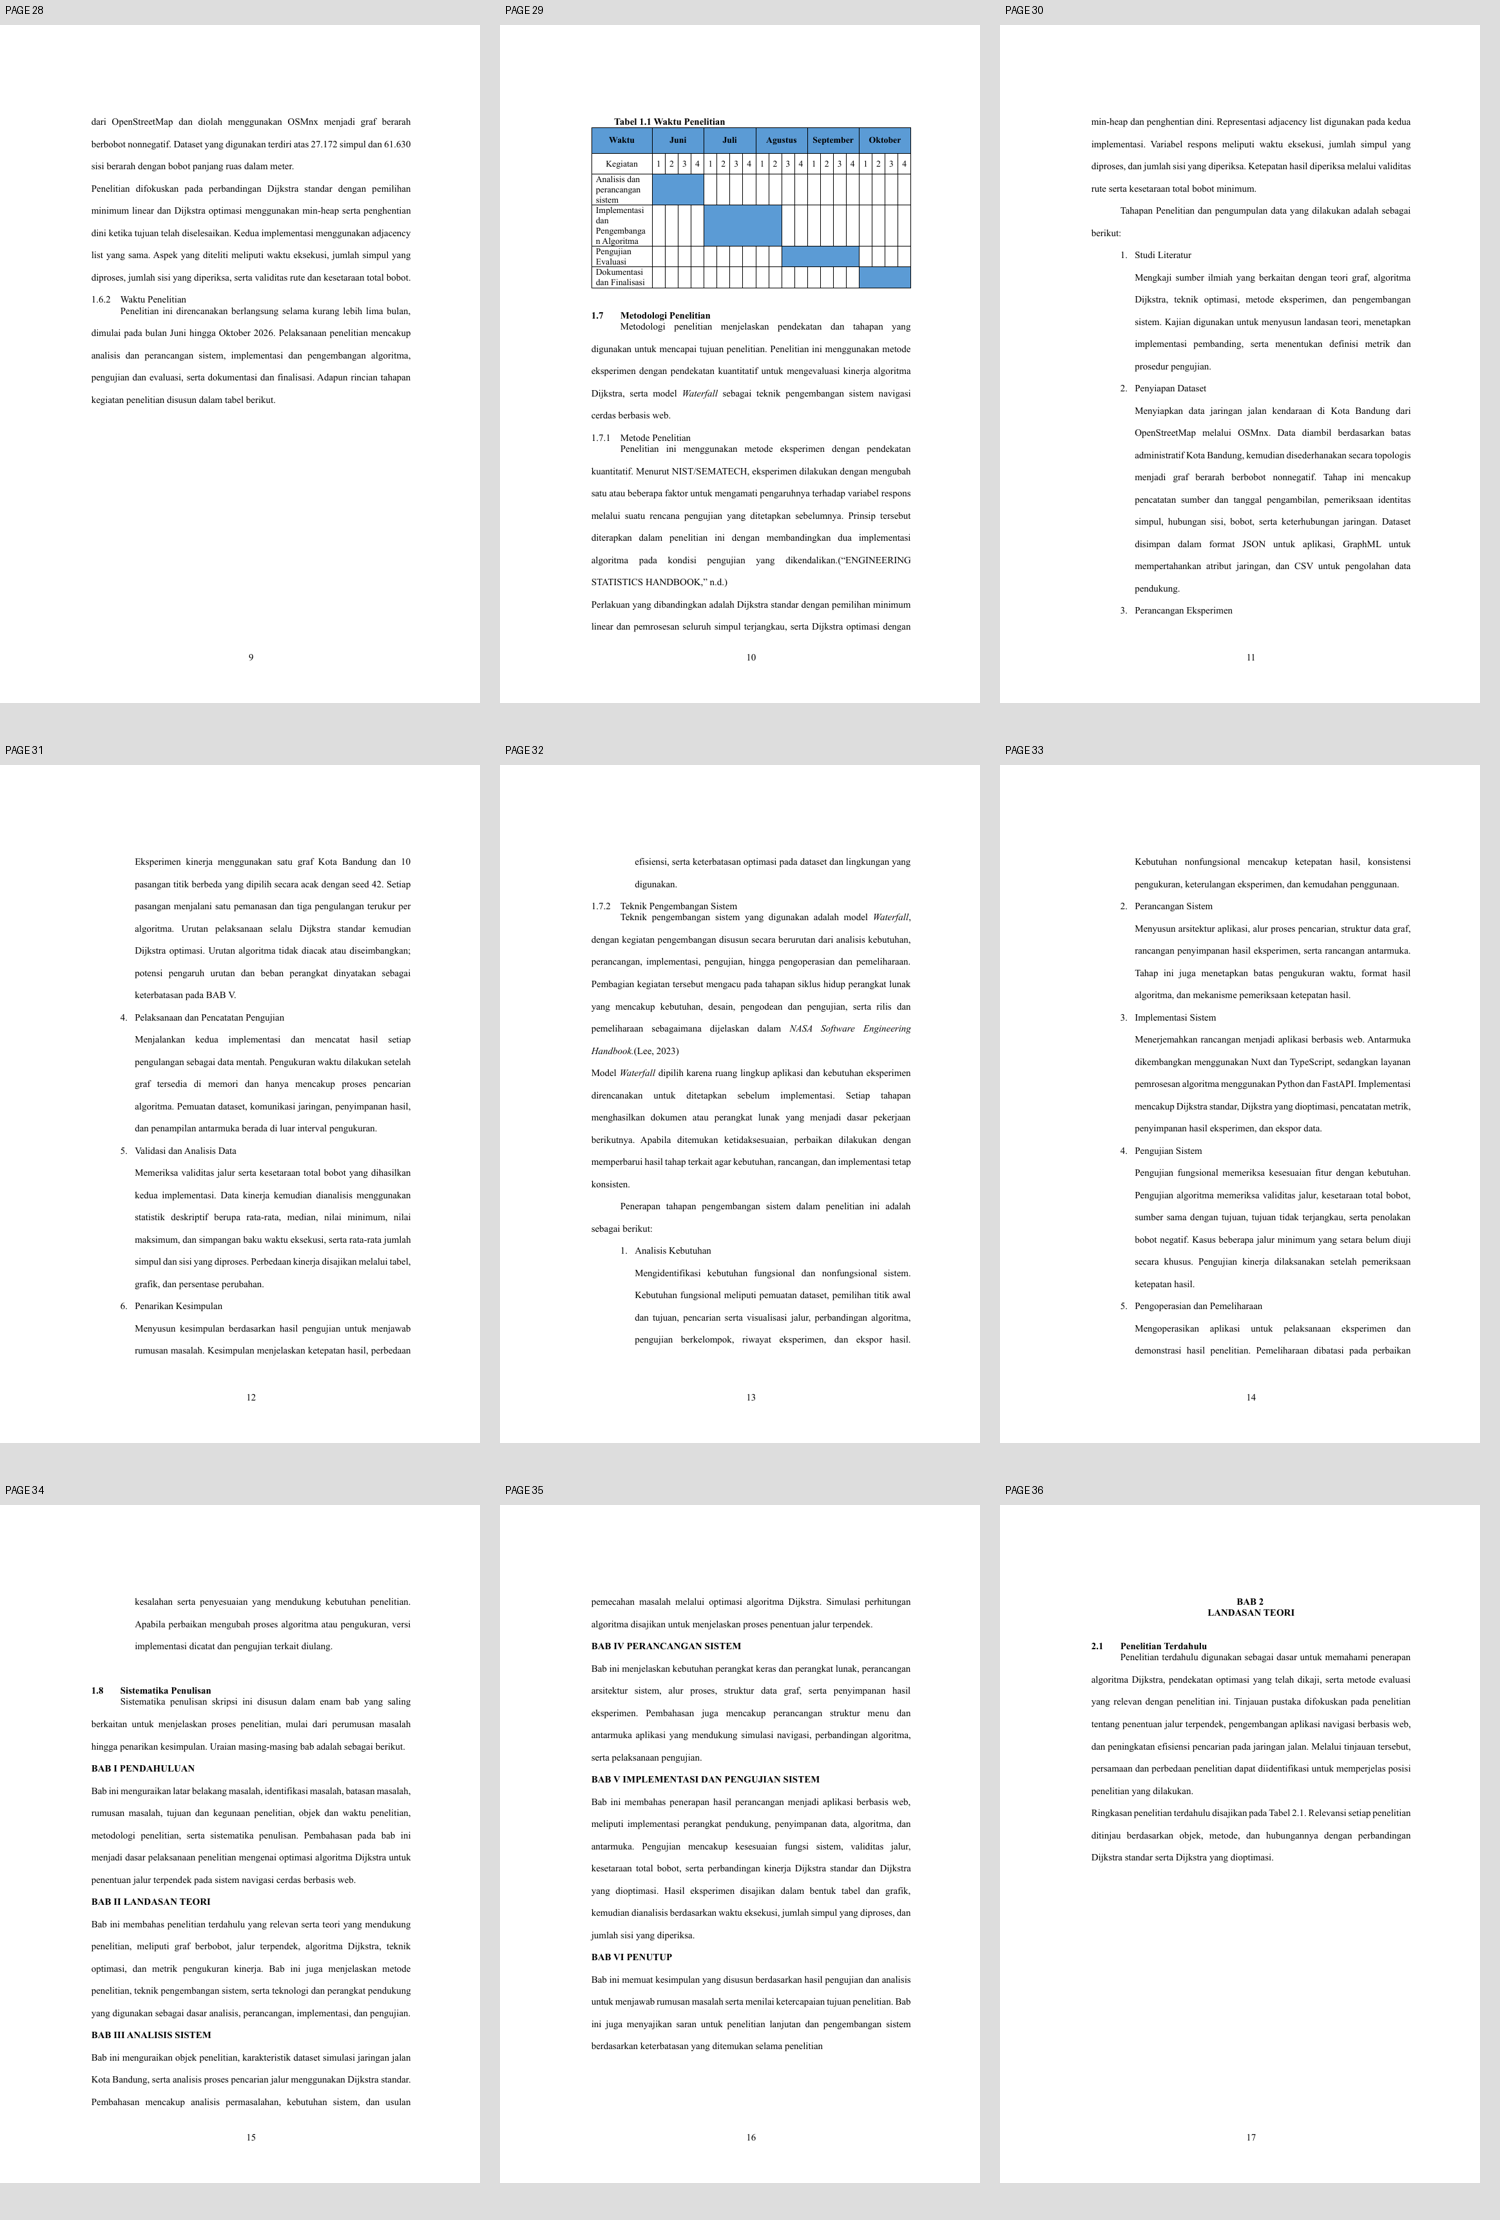 PAGE 28
dari OpenStreetMap dan diolah menggunakan OSMnx menjadi graf berarah
berbobot nonnegatif. Dataset yang digunakan terdiri atas 27.172 simpul dan 61.630
sisi berarah dengan bobot panjang ruas dalam meter.
Penelitian difokuskan pada perbandingan Dijkstra standar dengan pemilihan
minimum linear dan Dijkstra optimasi menggunakan min-heap serta penghentian
dini ketika tujuan telah diselesaikan. Kedua implementasi menggunakan adjacency
list yang sama. Aspek yang diteliti meliputi waktu eksekusi, jumlah simpul yang
diproses, jumlah sisi yang diperiksa, serta validitas rute dan kesetaraan total bobot.
1.6.2 Waktu Penelitian
Penelitian ini direncanakan berlangsung selama kurang lebih lima bulan,
dimulai pada bulan Juni hingga Oktober 2026. Pelaksanaan penelitian mencakup
analisis dan perancangan sistem, implementasi dan pengembangan algoritma,
pengujian dan evaluasi, serta dokumentasi dan finalisasi. Adapun rincian tahapan
kegiatan penelitian disusun dalam tabel berikut.
9
PAGE 29
Tabel 1.1 Waktu Penelitian
Waktu Juni Juli Agustus September Oktober
Kegiatan 1 2 3 4 1 2 3 4 1 2 3 4 1 2 3 4 1 2 3 4
Analisis dan
perancangan
sistem
Implementasi
dan
Pengembanga
n Algoritma
Pengujian
Evaluasi
Dokumentasi
dan Finalisasi
1.7 Metodologi Penelitian
Metodologi penelitian menjelaskan pendekatan dan tahapan yang
digunakan untuk mencapai tujuan penelitian. Penelitian ini menggunakan metode
eksperimen dengan pendekatan kuantitatif untuk mengevaluasi kinerja algoritma
Dijkstra, serta model Waterfall sebagai teknik pengembangan sistem navigasi
cerdas berbasis web.
1.7.1 Metode Penelitian
Penelitian ini menggunakan metode eksperimen dengan pendekatan
kuantitatif. Menurut NIST/SEMATECH, eksperimen dilakukan dengan mengubah
satu atau beberapa faktor untuk mengamati pengaruhnya terhadap variabel respons
melalui suatu rencana pengujian yang ditetapkan sebelumnya. Prinsip tersebut
diterapkan dalam penelitian ini dengan membandingkan dua implementasi
algoritma pada kondisi pengujian yang dikendalikan.(“ENGINEERING
STATISTICS HANDBOOK,” n.d.)
Perlakuan yang dibandingkan adalah Dijkstra standar dengan pemilihan minimum
linear dan pemrosesan seluruh simpul terjangkau, serta Dijkstra optimasi dengan
10
PAGE 30
min-heap dan penghentian dini. Representasi adjacency list digunakan pada kedua
implementasi. Variabel respons meliputi waktu eksekusi, jumlah simpul yang
diproses, dan jumlah sisi yang diperiksa. Ketepatan hasil diperiksa melalui validitas
rute serta kesetaraan total bobot minimum.
Tahapan Penelitian dan pengumpulan data yang dilakukan adalah sebagai
berikut:
1. Studi Literatur
Mengkaji sumber ilmiah yang berkaitan dengan teori graf, algoritma
Dijkstra, teknik optimasi, metode eksperimen, dan pengembangan
sistem. Kajian digunakan untuk menyusun landasan teori, menetapkan
implementasi pembanding, serta menentukan definisi metrik dan
prosedur pengujian.
2. Penyiapan Dataset
Menyiapkan data jaringan jalan kendaraan di Kota Bandung dari
OpenStreetMap melalui OSMnx. Data diambil berdasarkan batas
administratif Kota Bandung, kemudian disederhanakan secara topologis
menjadi graf berarah berbobot nonnegatif. Tahap ini mencakup
pencatatan sumber dan tanggal pengambilan, pemeriksaan identitas
simpul, hubungan sisi, bobot, serta keterhubungan jaringan. Dataset
disimpan dalam format JSON untuk aplikasi, GraphML untuk
mempertahankan atribut jaringan, dan CSV untuk pengolahan data
pendukung.
3. Perancangan Eksperimen
11
PAGE 31
Eksperimen kinerja menggunakan satu graf Kota Bandung dan 10
pasangan titik berbeda yang dipilih secara acak dengan seed 42. Setiap
pasangan menjalani satu pemanasan dan tiga pengulangan terukur per
algoritma. Urutan pelaksanaan selalu Dijkstra standar kemudian
Dijkstra optimasi. Urutan algoritma tidak diacak atau diseimbangkan;
potensi pengaruh urutan dan beban perangkat dinyatakan sebagai
keterbatasan pada BAB V.
4. Pelaksanaan dan Pencatatan Pengujian
Menjalankan kedua implementasi dan mencatat hasil setiap
pengulangan sebagai data mentah. Pengukuran waktu dilakukan setelah
graf tersedia di memori dan hanya mencakup proses pencarian
algoritma. Pemuatan dataset, komunikasi jaringan, penyimpanan hasil,
dan penampilan antarmuka berada di luar interval pengukuran.
5. Validasi dan Analisis Data
Memeriksa validitas jalur serta kesetaraan total bobot yang dihasilkan
kedua implementasi. Data kinerja kemudian dianalisis menggunakan
statistik deskriptif berupa rata-rata, median, nilai minimum, nilai
maksimum, dan simpangan baku waktu eksekusi, serta rata-rata jumlah
simpul dan sisi yang diproses. Perbedaan kinerja disajikan melalui tabel,
grafik, dan persentase perubahan.
6. Penarikan Kesimpulan
Menyusun kesimpulan berdasarkan hasil pengujian untuk menjawab
rumusan masalah. Kesimpulan menjelaskan ketepatan hasil, perbedaan
12
PAGE 32
efisiensi, serta keterbatasan optimasi pada dataset dan lingkungan yang
digunakan.
1.7.2 Teknik Pengembangan Sistem
Teknik pengembangan sistem yang digunakan adalah model Waterfall,
dengan kegiatan pengembangan disusun secara berurutan dari analisis kebutuhan,
perancangan, implementasi, pengujian, hingga pengoperasian dan pemeliharaan.
Pembagian kegiatan tersebut mengacu pada tahapan siklus hidup perangkat lunak
yang mencakup kebutuhan, desain, pengodean dan pengujian, serta rilis dan
pemeliharaan sebagaimana dijelaskan dalam NASA Software Engineering
Handbook.(Lee, 2023)
Model Waterfall dipilih karena ruang lingkup aplikasi dan kebutuhan eksperimen
direncanakan untuk ditetapkan sebelum implementasi. Setiap tahapan
menghasilkan dokumen atau perangkat lunak yang menjadi dasar pekerjaan
berikutnya. Apabila ditemukan ketidaksesuaian, perbaikan dilakukan dengan
memperbarui hasil tahap terkait agar kebutuhan, rancangan, dan implementasi tetap
konsisten.
Penerapan tahapan pengembangan sistem dalam penelitian ini adalah
sebagai berikut:
1. Analisis Kebutuhan
Mengidentifikasi kebutuhan fungsional dan nonfungsional sistem.
Kebutuhan fungsional meliputi pemuatan dataset, pemilihan titik awal
dan tujuan, pencarian serta visualisasi jalur, perbandingan algoritma,
pengujian berkelompok, riwayat eksperimen, dan ekspor hasil.
13
PAGE 33
Kebutuhan nonfungsional mencakup ketepatan hasil, konsistensi
pengukuran, keterulangan eksperimen, dan kemudahan penggunaan.
2. Perancangan Sistem
Menyusun arsitektur aplikasi, alur proses pencarian, struktur data graf,
rancangan penyimpanan hasil eksperimen, serta rancangan antarmuka.
Tahap ini juga menetapkan batas pengukuran waktu, format hasil
algoritma, dan mekanisme pemeriksaan ketepatan hasil.
3. Implementasi Sistem
Menerjemahkan rancangan menjadi aplikasi berbasis web. Antarmuka
dikembangkan menggunakan Nuxt dan TypeScript, sedangkan layanan
pemrosesan algoritma menggunakan Python dan FastAPI. Implementasi
mencakup Dijkstra standar, Dijkstra yang dioptimasi, pencatatan metrik,
penyimpanan hasil eksperimen, dan ekspor data.
4. Pengujian Sistem
Pengujian fungsional memeriksa kesesuaian fitur dengan kebutuhan.
Pengujian algoritma memeriksa validitas jalur, kesetaraan total bobot,
sumber sama dengan tujuan, tujuan tidak terjangkau, serta penolakan
bobot negatif. Kasus beberapa jalur minimum yang setara belum diuji
secara khusus. Pengujian kinerja dilaksanakan setelah pemeriksaan
ketepatan hasil.
5. Pengoperasian dan Pemeliharaan
Mengoperasikan aplikasi untuk pelaksanaan eksperimen dan
demonstrasi hasil penelitian. Pemeliharaan dibatasi pada perbaikan
14
PAGE 34
kesalahan serta penyesuaian yang mendukung kebutuhan penelitian.
Apabila perbaikan mengubah proses algoritma atau pengukuran, versi
implementasi dicatat dan pengujian terkait diulang.
1.8 Sistematika Penulisan
Sistematika penulisan skripsi ini disusun dalam enam bab yang saling
berkaitan untuk menjelaskan proses penelitian, mulai dari perumusan masalah
hingga penarikan kesimpulan. Uraian masing-masing bab adalah sebagai berikut.
BAB I PENDAHULUAN
Bab ini menguraikan latar belakang masalah, identifikasi masalah, batasan masalah,
rumusan masalah, tujuan dan kegunaan penelitian, objek dan waktu penelitian,
metodologi penelitian, serta sistematika penulisan. Pembahasan pada bab ini
menjadi dasar pelaksanaan penelitian mengenai optimasi algoritma Dijkstra untuk
penentuan jalur terpendek pada sistem navigasi cerdas berbasis web.
BAB II LANDASAN TEORI
Bab ini membahas penelitian terdahulu yang relevan serta teori yang mendukung
penelitian, meliputi graf berbobot, jalur terpendek, algoritma Dijkstra, teknik
optimasi, dan metrik pengukuran kinerja. Bab ini juga menjelaskan metode
penelitian, teknik pengembangan sistem, serta teknologi dan perangkat pendukung
yang digunakan sebagai dasar analisis, perancangan, implementasi, dan pengujian.
BAB III ANALISIS SISTEM
Bab ini menguraikan objek penelitian, karakteristik dataset simulasi jaringan jalan
Kota Bandung, serta analisis proses pencarian jalur menggunakan Dijkstra standar.
Pembahasan mencakup analisis permasalahan, kebutuhan sistem, dan usulan
15
PAGE 35
pemecahan masalah melalui optimasi algoritma Dijkstra. Simulasi perhitungan
algoritma disajikan untuk menjelaskan proses penentuan jalur terpendek.
BAB IV PERANCANGAN SISTEM
Bab ini menjelaskan kebutuhan perangkat keras dan perangkat lunak, perancangan
arsitektur sistem, alur proses, struktur data graf, serta penyimpanan hasil
eksperimen. Pembahasan juga mencakup perancangan struktur menu dan
antarmuka aplikasi yang mendukung simulasi navigasi, perbandingan algoritma,
serta pelaksanaan pengujian.
BAB V IMPLEMENTASI DAN PENGUJIAN SISTEM
Bab ini membahas penerapan hasil perancangan menjadi aplikasi berbasis web,
meliputi implementasi perangkat pendukung, penyimpanan data, algoritma, dan
antarmuka. Pengujian mencakup kesesuaian fungsi sistem, validitas jalur,
kesetaraan total bobot, serta perbandingan kinerja Dijkstra standar dan Dijkstra
yang dioptimasi. Hasil eksperimen disajikan dalam bentuk tabel dan grafik,
kemudian dianalisis berdasarkan waktu eksekusi, jumlah simpul yang diproses, dan
jumlah sisi yang diperiksa.
BAB VI PENUTUP
Bab ini memuat kesimpulan yang disusun berdasarkan hasil pengujian dan analisis
untuk menjawab rumusan masalah serta menilai ketercapaian tujuan penelitian. Bab
ini juga menyajikan saran untuk penelitian lanjutan dan pengembangan sistem
berdasarkan keterbatasan yang ditemukan selama penelitian
16
PAGE 36
BAB 2
LANDASAN TEORI
2.1 Penelitian Terdahulu
Penelitian terdahulu digunakan sebagai dasar untuk memahami penerapan
algoritma Dijkstra, pendekatan optimasi yang telah dikaji, serta metode evaluasi
yang relevan dengan penelitian ini. Tinjauan pustaka difokuskan pada penelitian
tentang penentuan jalur terpendek, pengembangan aplikasi navigasi berbasis web,
dan peningkatan efisiensi pencarian pada jaringan jalan. Melalui tinjauan tersebut,
persamaan dan perbedaan penelitian dapat diidentifikasi untuk memperjelas posisi
penelitian yang dilakukan.
Ringkasan penelitian terdahulu disajikan pada Tabel 2.1. Relevansi setiap penelitian
ditinjau berdasarkan objek, metode, dan hubungannya dengan perbandingan
Dijkstra standar serta Dijkstra yang dioptimasi.
17